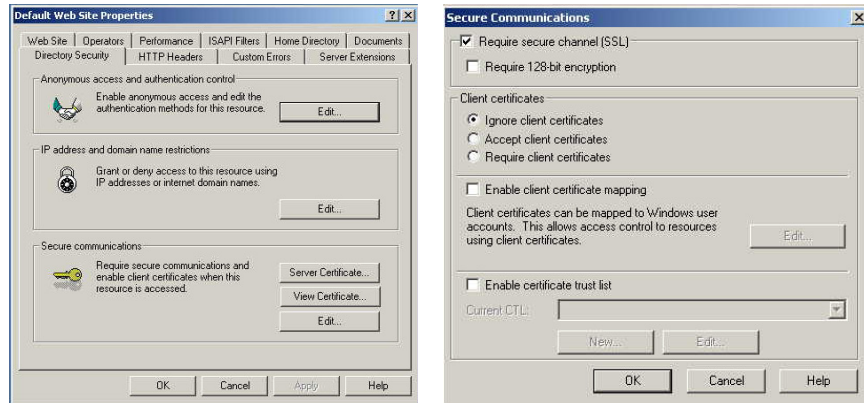 Default Web Site Properties
Web Site
Operators
Performance
ISAPI Filters
Home Directory
Documents
Directory Security
HTTP Headers
Custom Errors
Server Extensions
Anonymous access and authentication control
Enable anonymous access and edit the
authentication methods for this resource.
Edit...
IP address and domain name restrictions
Grant or deny access to this resource using
IP addresses or internet domain names.
Edit...
Secure communications
Require secure communications and
enable client certificates when this
resource is accessed.
Server Certificate...
View Certificate...
Edit...
OK
Cancel
Apply
Help
Secure Communications
Require secure channel (SSL)
Require 128-bit encryption
Client certificates
Ignore client certificates
Accept client certificates
Require client certificates
Enable client certificate mapping
Client certificates can be mapped to Windows user
accounts. This allows access control to resources
using client certificates.
Edit...
Enable certificate trust list
Current CTL:
New...
Edit...
OK
Cancel
Help